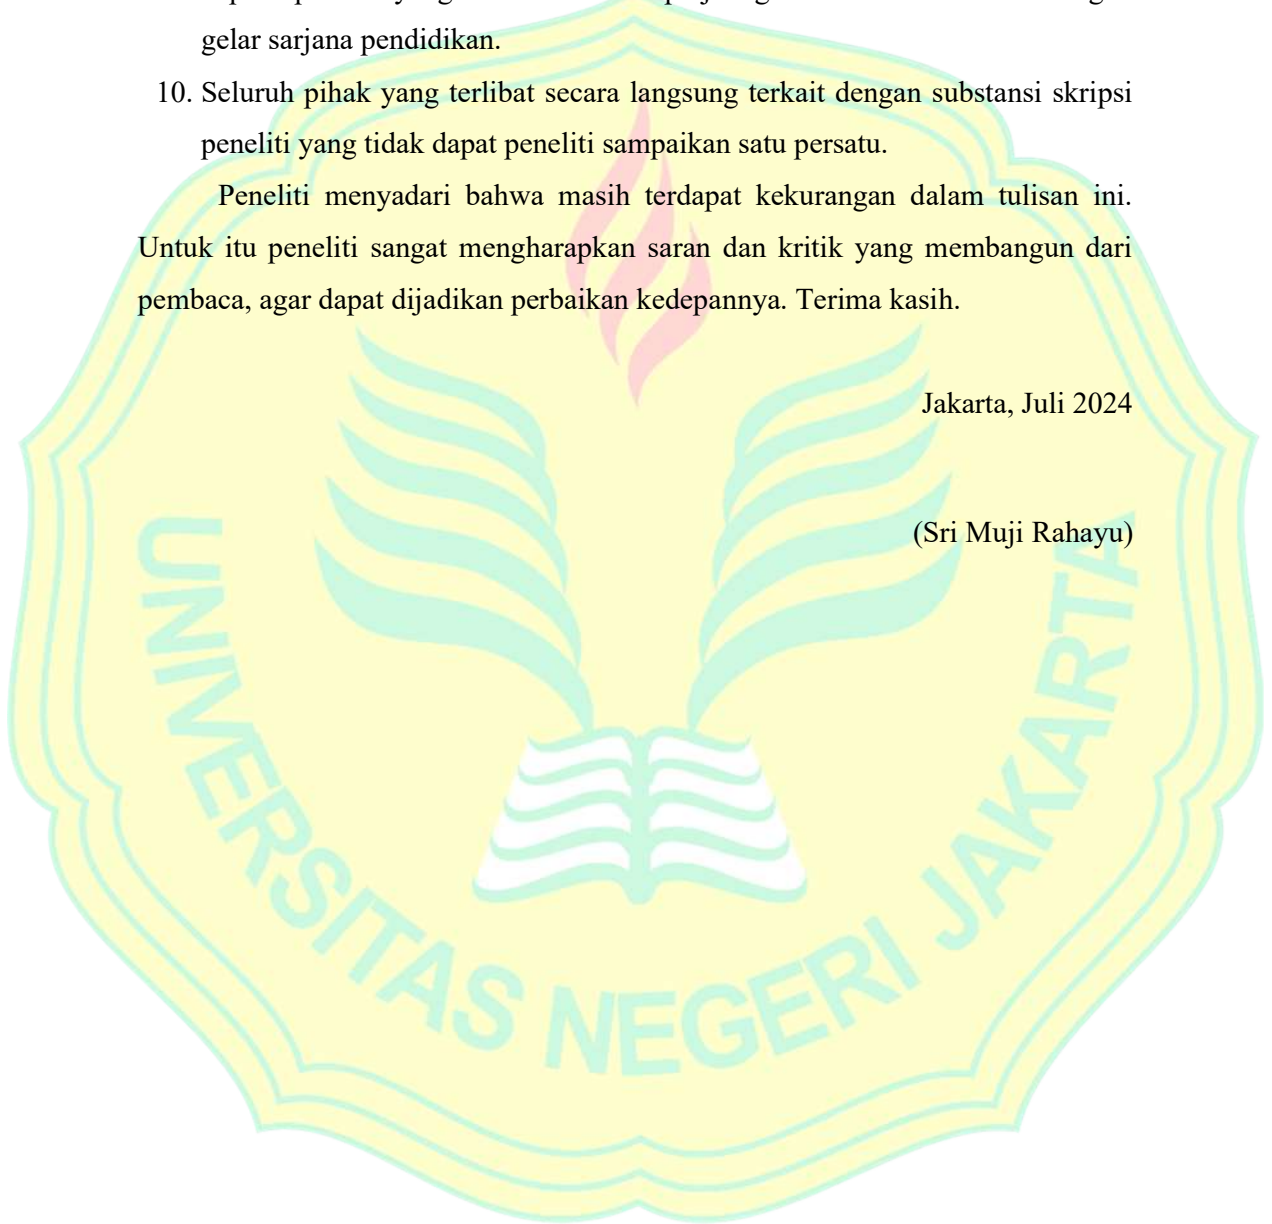 gelar sarjana pendidikan.
10. Seluruh pihak yang terlibat secara langsung terkait dengan substansi skripsi
peneliti yang tidak dapat peneliti sampaikan satu persatu.
Peneliti menyadari bahwa masih terdapat kekurangan dalam tulisan ini.
Untuk itu peneliti sangat mengharapkan saran dan kritik yang membangun dari
pembaca, agar dapat dijadikan perbaikan kedepannya. Terima kasih.
Jakarta, Juli 2024
(Sri Muji Rahayu)
UNIVERSITAS NEGERI JAKARTA